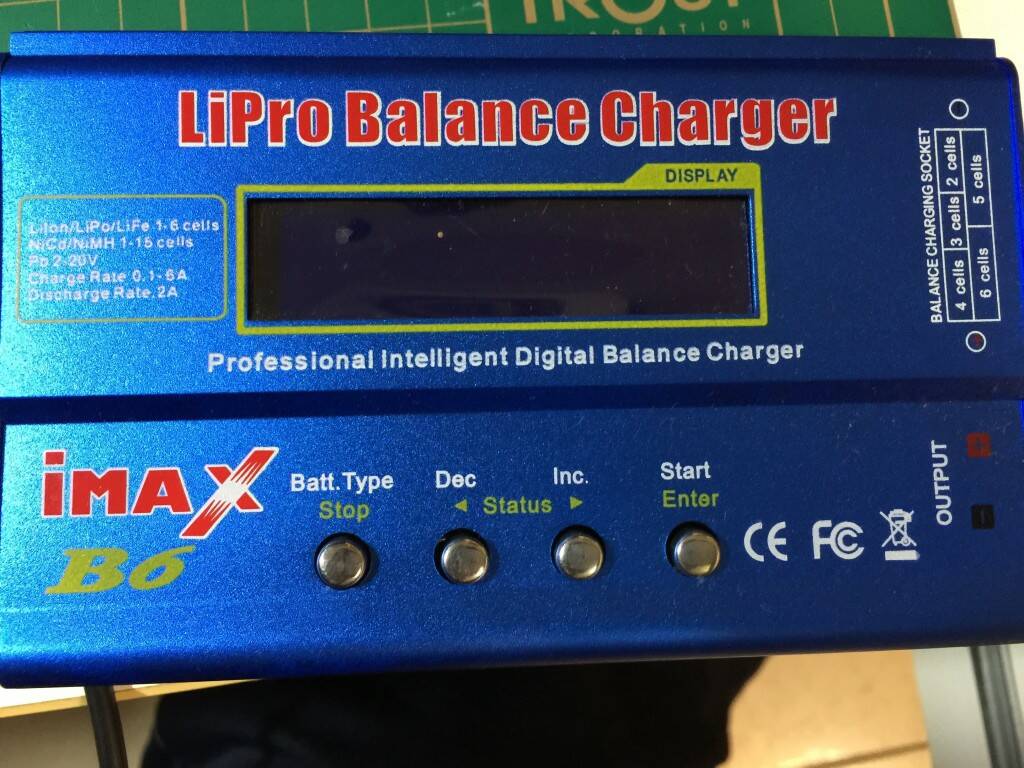 TRUST
CORPORATION
LiPro Balance Charger
DISPLAY
LiIon/LiPo/LiFe 1-6 cells
NiCd/NiMH 1-15 cells
Pb 2-20V
Charge Rate 0.1-6A
Discharge Rate.2A
Professional Intelligent Digital Balance Charger
BALANCE CHARGING SOCKET
4 cells 3 cells 2 cells
6 cells 5 cells
iMAX
B6
Batt.Type
Stop
Dec
Inc.
◄ Status ►
Start
Enter
CE FC
OUTPUT
+
-